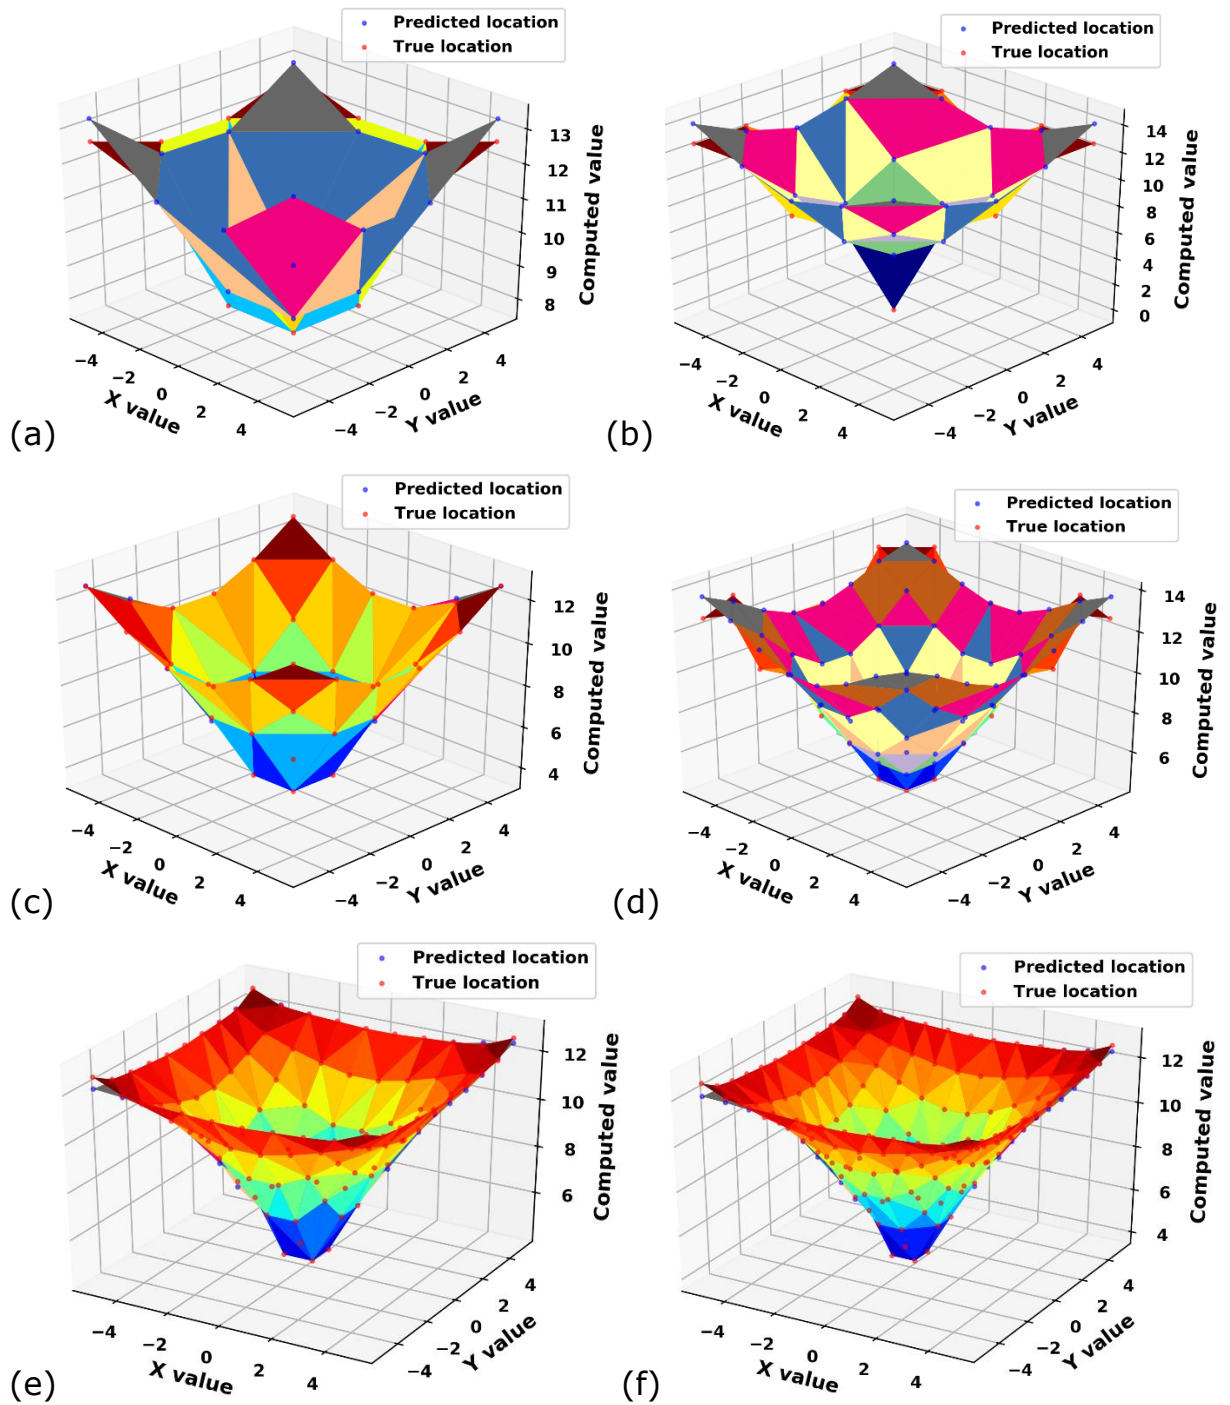 Predicted location
True location
13
12
11
10
9
8
Computed value
−4
−2
0
2
4
X value
−4
−2
0
2
4
Y value
(a)
Predicted location
True location
14
12
10
8
6
4
2
0
Computed value
−4
−2
0
2
4
X value
−4
−2
0
2
4
Y value
(b)
Predicted location
True location
12
10
8
6
4
Computed value
−4
−2
0
2
4
X value
−4
−2
0
2
4
Y value
(c)
Predicted location
True location
14
12
10
8
6
Computed value
−4
−2
0
2
4
X value
−4
−2
0
2
4
Y value
(d)
Predicted location
True location
12
10
8
6
Computed value
−4
−2
0
2
4
X value
−4
−2
0
2
4
Y value
(e)
Predicted location
True location
12
10
8
6
4
Computed value
−4
−2
0
2
4
X value
−4
−2
0
2
4
Y value
(f)